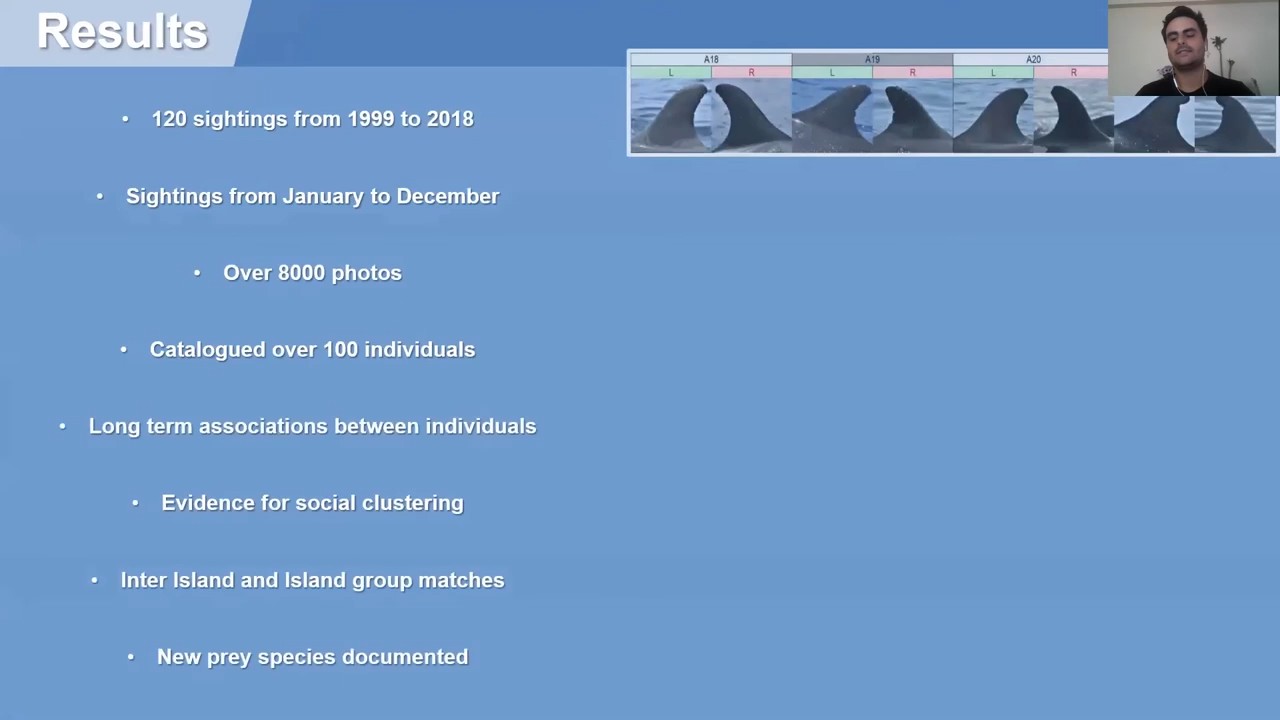 Results
A18 A19 A20
L R L R L R
• 120 sightings from 1999 to 2018
• Sightings from January to December
• Over 8000 photos
• Catalogued over 100 individuals
• Long term associations between individuals
• Evidence for social clustering
• Inter Island and Island group matches
• New prey species documented